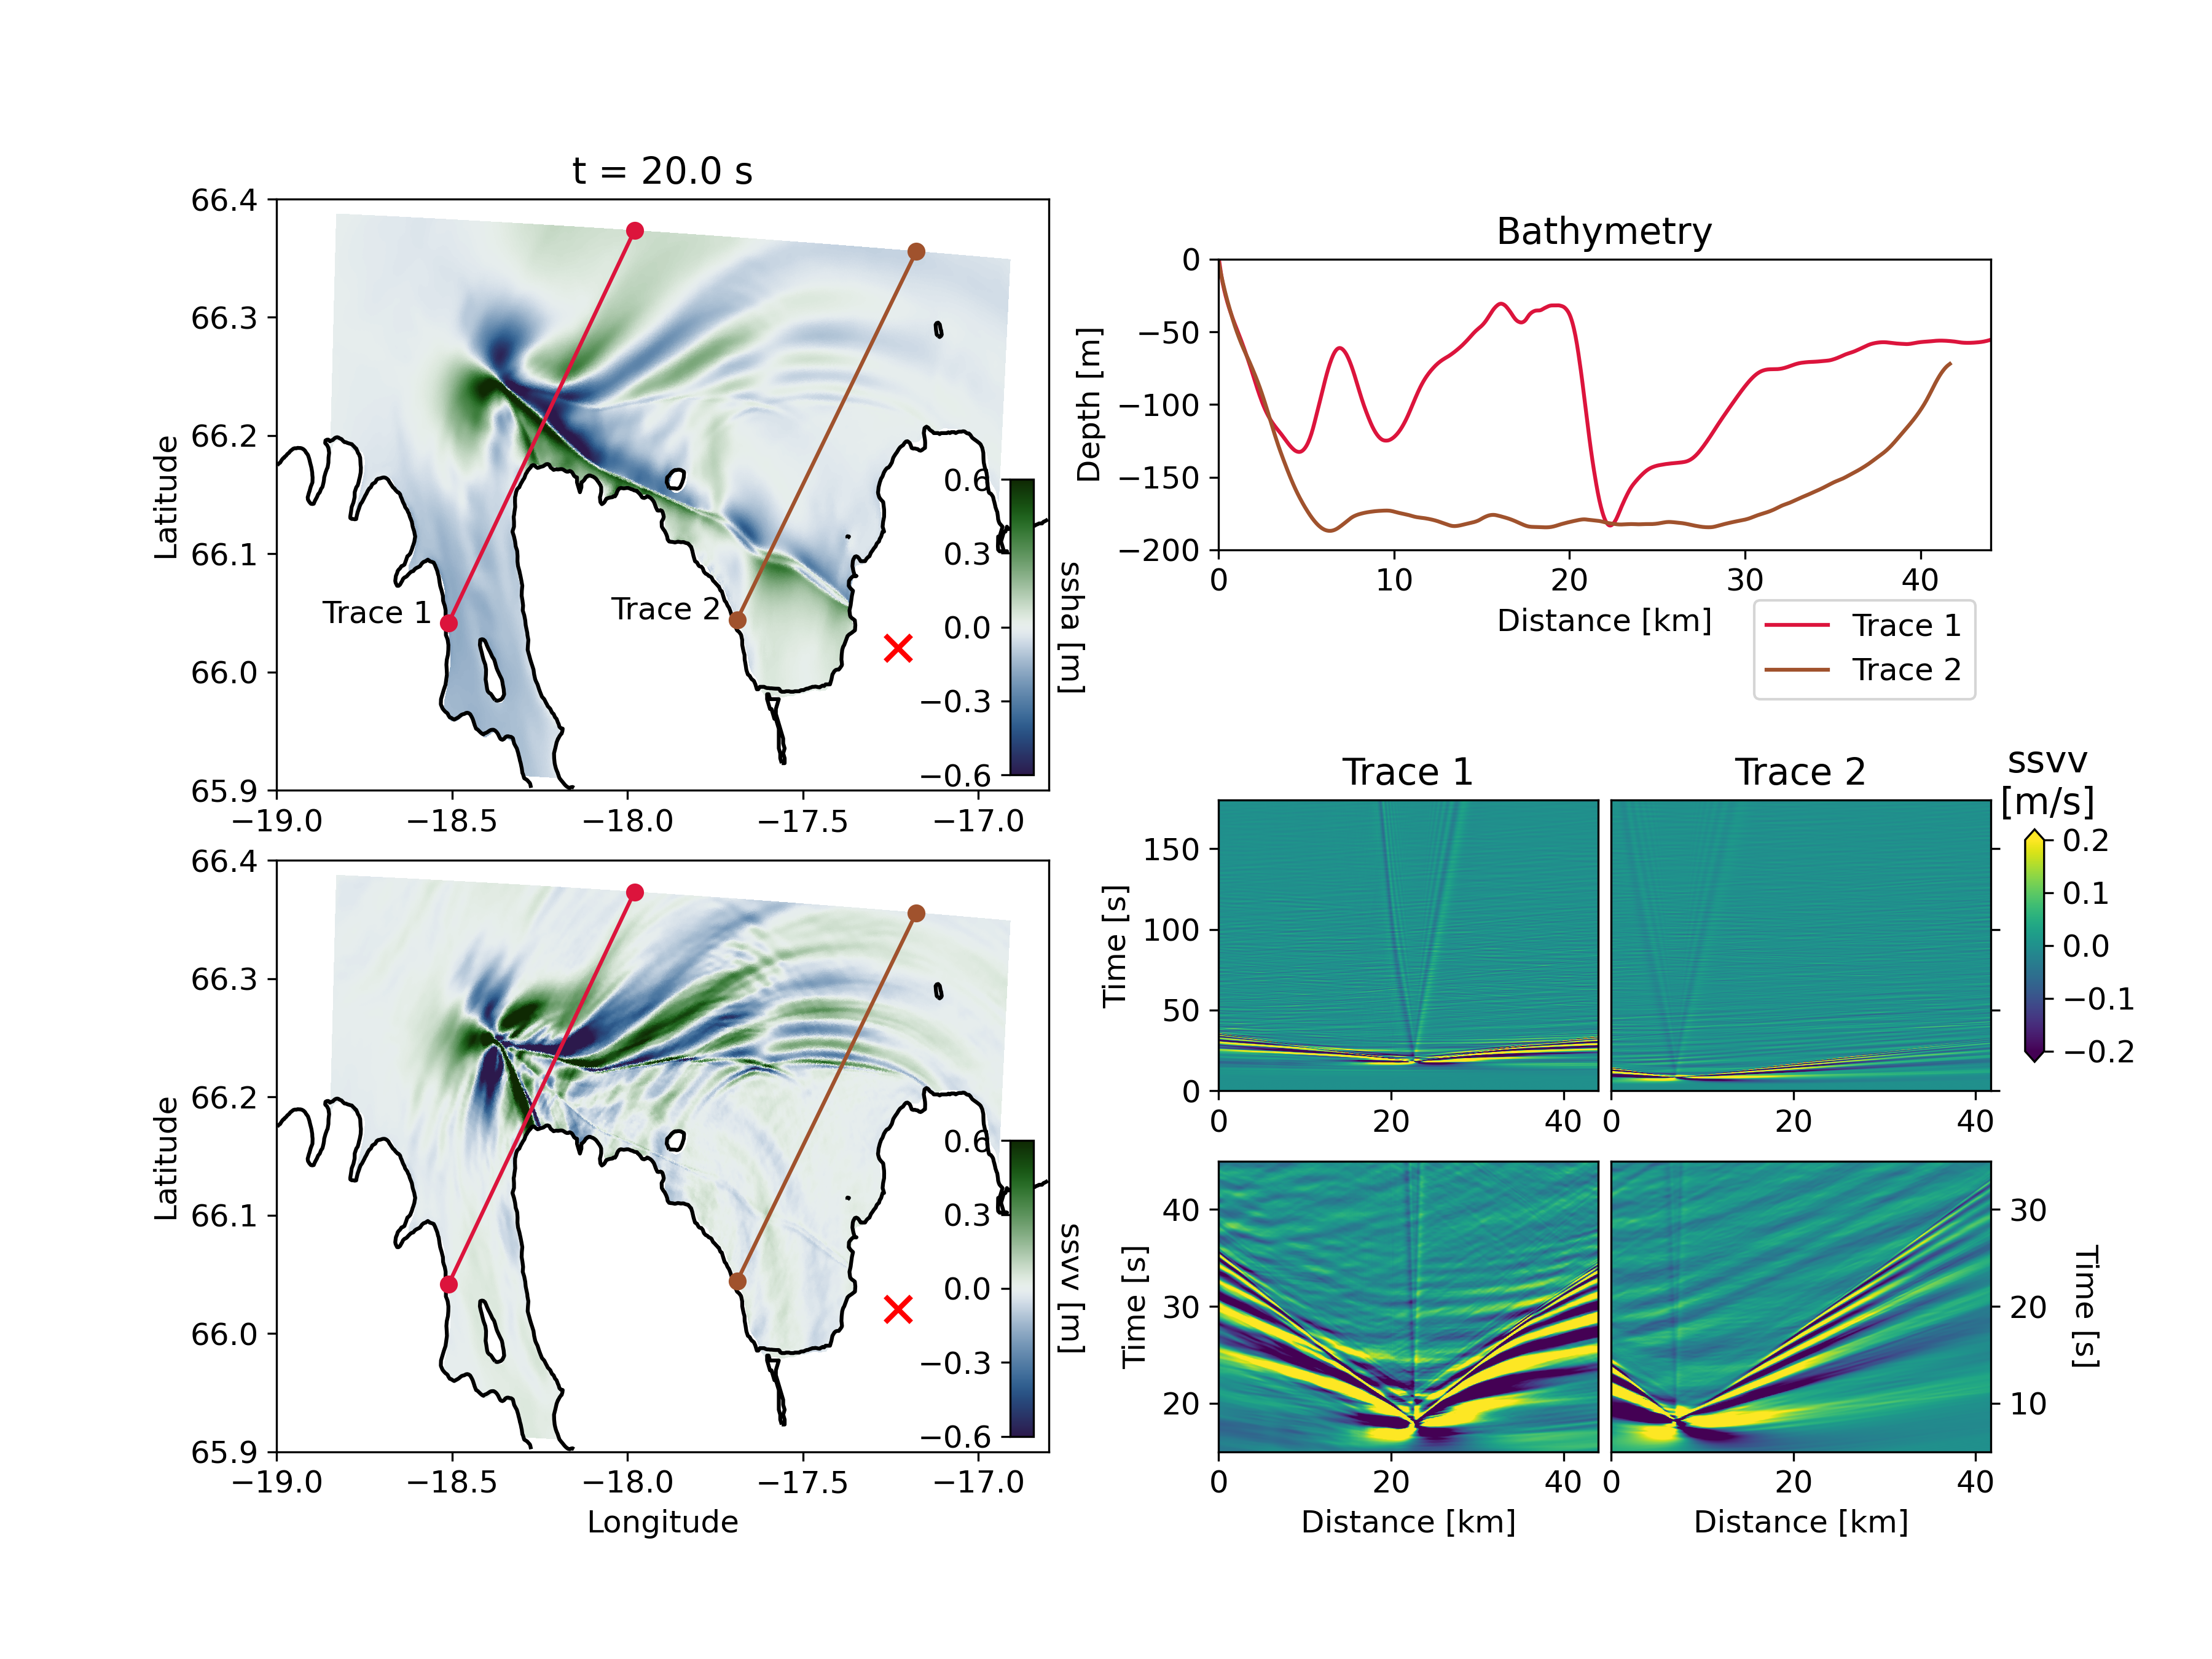 t = 20.0 s
66.4
66.3
66.2
66.1
66.0
65.9
Latitude
−19.0 −18.5 −18.0 −17.5 −17.0
Trace 1
Trace 2
0.6
0.3
0.0
−0.3
−0.6
ssha [m]
66.4
66.3
66.2
66.1
66.0
65.9
Latitude
−19.0 −18.5 −18.0 −17.5 −17.0
Longitude
0.6
0.3
0.0
−0.3
−0.6
ssvv [m]
Bathymetry
0
−50
−100
−150
−200
Depth [m]
0 10 20 30 40
Distance [km]
Trace 1
Trace 2
Trace 1
Trace 2
ssvv
[m/s]
150
100
50
0
Time [s]
0 20 40
0 20 40
0.2
0.1
0.0
−0.1
−0.2
40
30
20
Time [s]
0 20 40
Distance [km]
0 20 40
Distance [km]
30
20
10
Time [s]